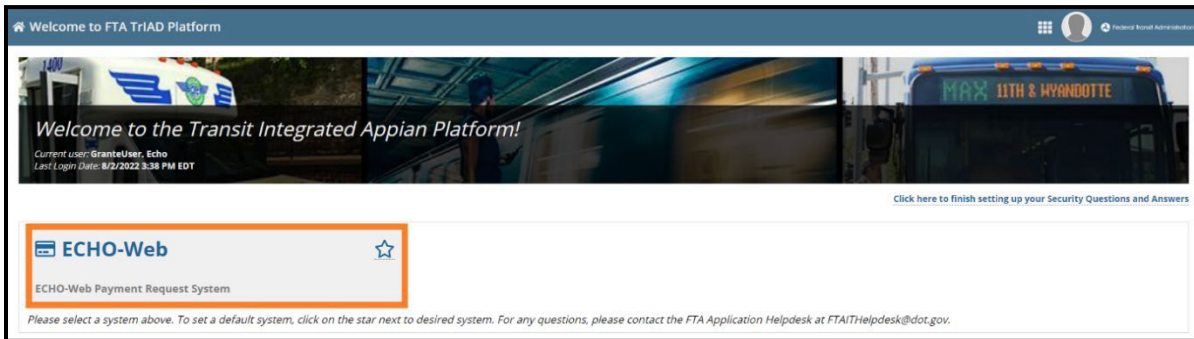 Welcome to FTA TrIAD Platform
Federal Transit Administration
1400
MAX 11TH & WYANDOTTE
Welcome to the Transit Integrated Appian Platform!
Current user: GranteUser, Echo
Last Login Date: 8/2/2022 3:38 PM EDT
Click here to finish setting up your Security Questions and Answers
ECHO-Web
ECHO-Web Payment Request System
Please select a system above. To set a default system, click on the star next to desired system. For any questions, please contact the FTA Application Helpdesk at FTAITHelpdesk@dot.gov.